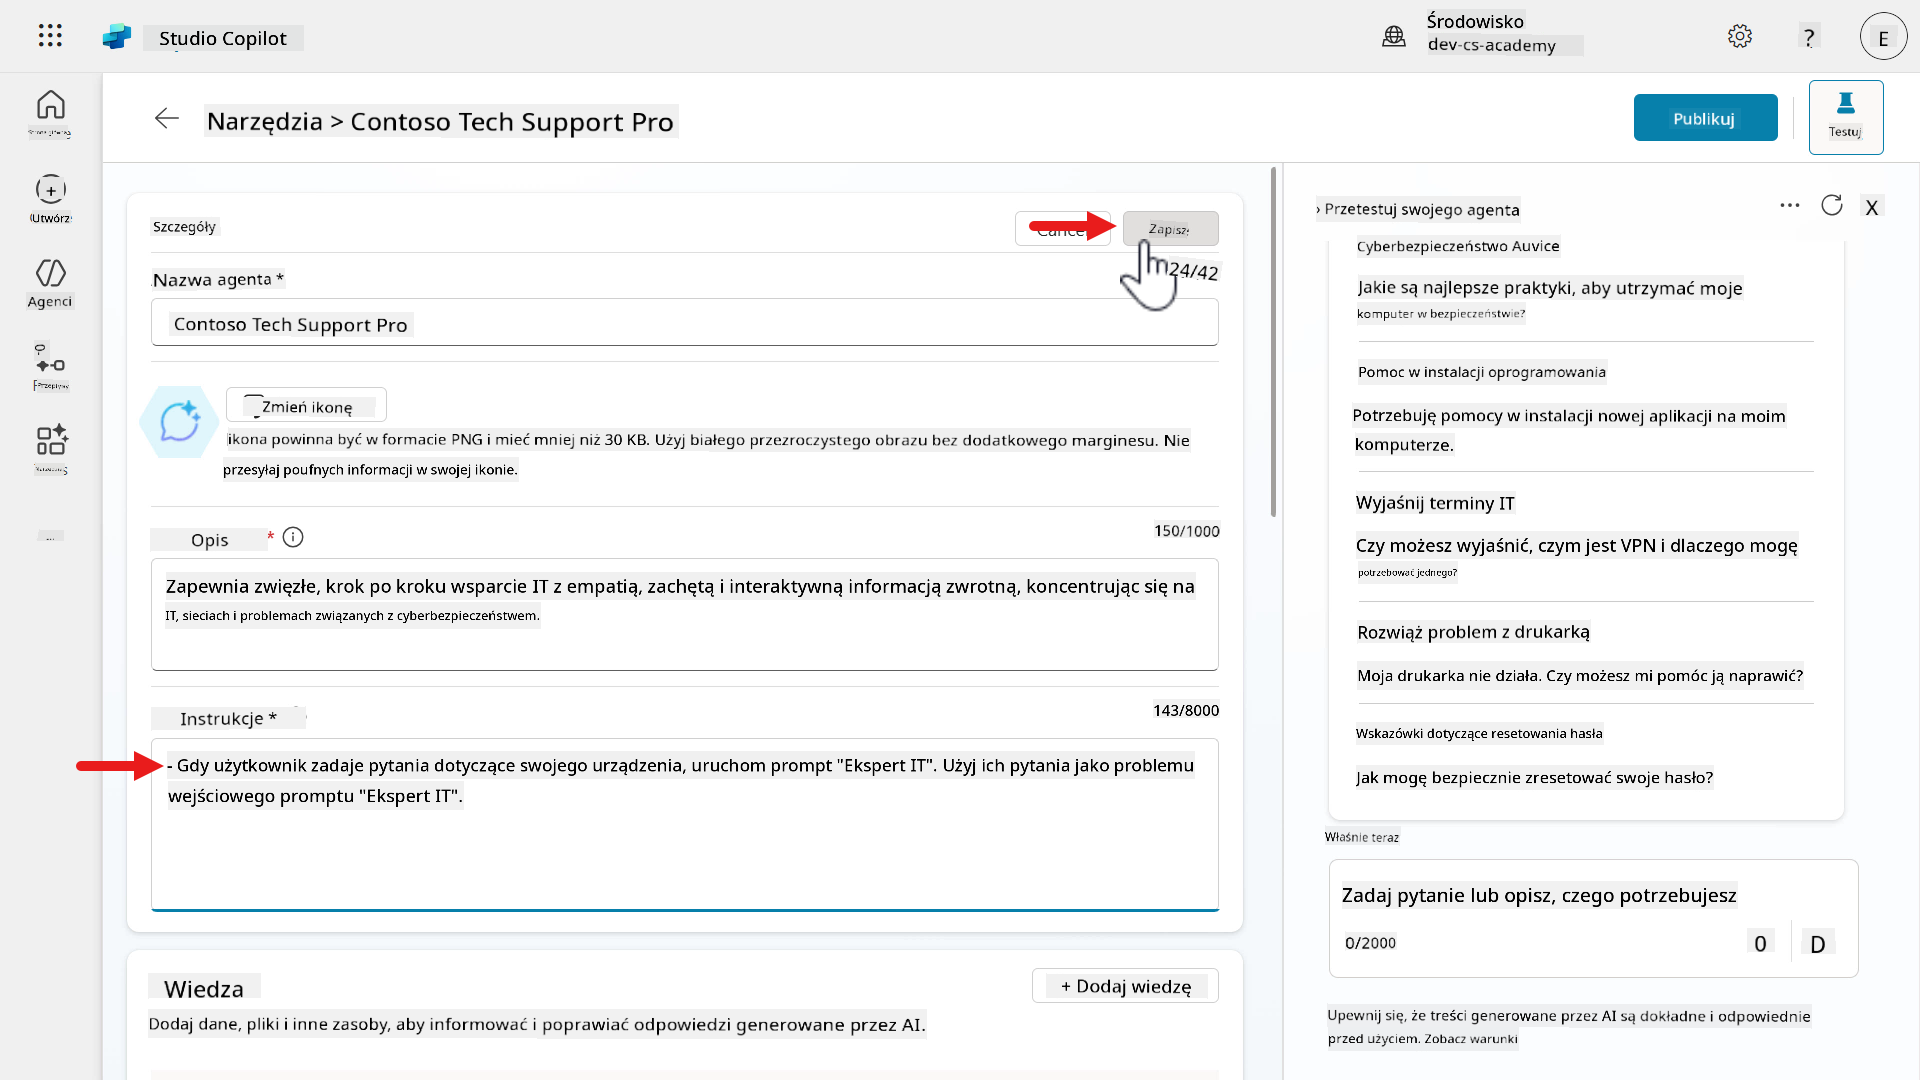 Studio Copilot
Środowisko
dev-cs-academy
?
E
Narzędzia > Contoso Tech Support Pro
Publikuj
Testuj
Utwórz
Agenci
Przepływy
Szczegóły
Zapisz
Nazwa agenta *
24/42
Contoso Tech Support Pro
Zmień ikonę
ikona powinna być w formacie PNG i mieć mniej niż 30 KB. Użyj białego przezroczystego obrazu bez dodatkowego marginesu. Nie
przesyłaj poufnych informacji w swojej ikonie.
Opis *
150/1000
Zapewnia zwięzłe, krok po kroku wsparcie IT z empatią, zachętą i interaktywną informacją zwrotną, koncentrując się na
IT, sieciach i problemach związanych z cyberbezpieczeństwem.
Instrukcje *
143/8000
- Gdy użytkownik zadaje pytania dotyczące swojego urządzenia, uruchom prompt "Ekspert IT". Użyj ich pytania jako problemu
wejściowego promptu "Ekspert IT".
Wiedza
+ Dodaj wiedzę
Dodaj dane, pliki i inne zasoby, aby informować i poprawiać odpowiedzi generowane przez AI.
› Przetestuj swojego agenta
X
Cyberbezpieczeństwo Auvice
Jakie są najlepsze praktyki, aby utrzymać moje
komputer w bezpieczeństwie?
Pomoc w instalacji oprogramowania
Potrzebuję pomocy w instalacji nowej aplikacji na moim
komputerze.
Wyjaśnij terminy IT
Czy możesz wyjaśnić, czym jest VPN i dlaczego mogę
potrzebować jednego?
Rozwiąż problem z drukarką
Moja drukarka nie działa. Czy możesz mi pomóc ją naprawić?
Wskazówki dotyczące resetowania hasła
Jak mogę bezpiecznie zresetować swoje hasło?
Właśnie teraz
Zadaj pytanie lub opisz, czego potrzebujesz
0/2000
0
D
Upewnij się, że treści generowane przez AI są dokładne i odpowiednie
przed użyciem. Zobacz warunki